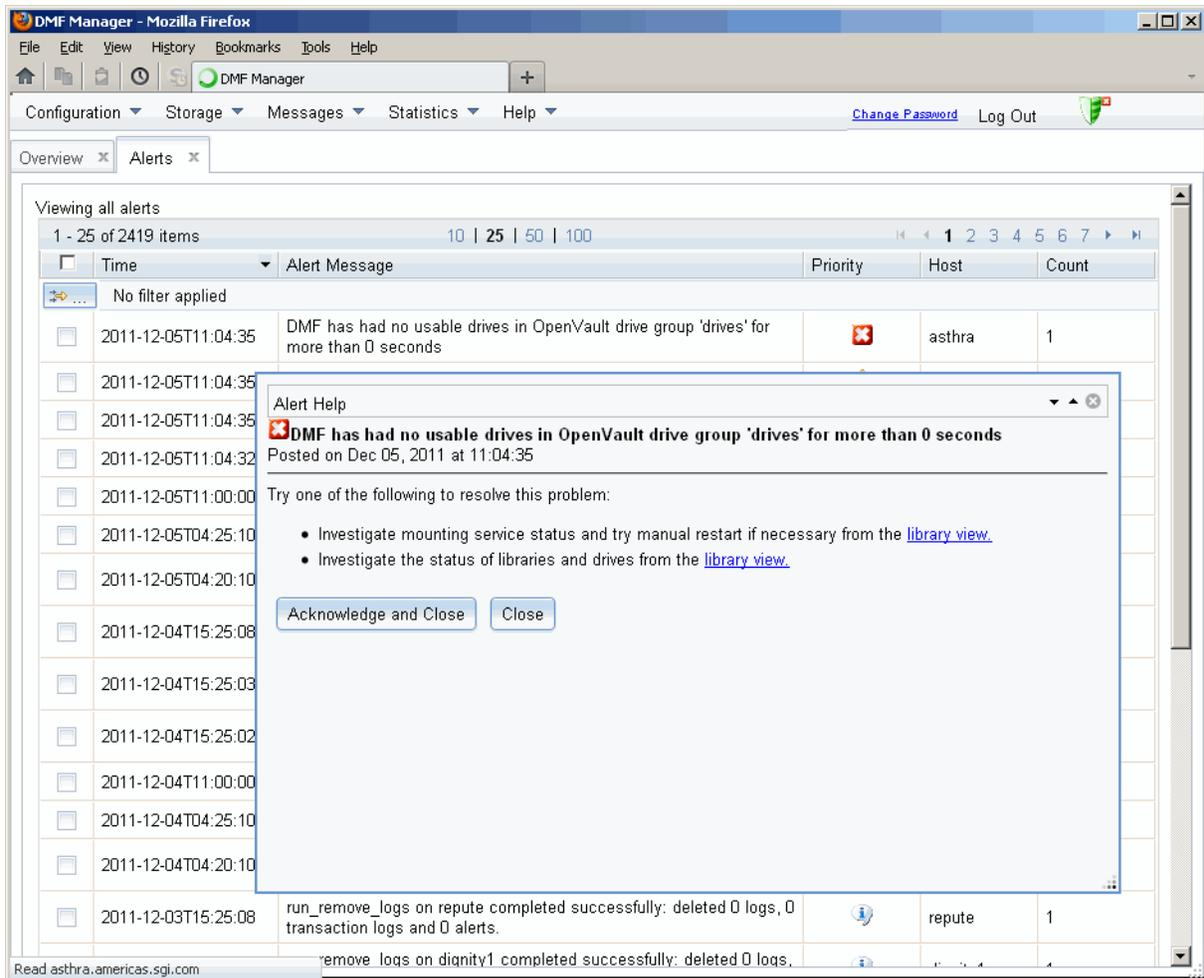 DMF Manager - Mozilla Firefox
File Edit View History Bookmarks Tools Help
DMF Manager
Configuration Storage Messages Statistics Help Change Password Log Out
Overview Alerts
Viewing all alerts
1 - 25 of 2419 items 10 | 25 | 50 | 100 1 2 3 4 5 6 7
Time Alert Message Priority Host Count
... No filter applied
2011-12-05T11:04:35 DMF has had no usable drives in OpenVault drive group 'drives' for more than 0 seconds asthra 1
2011-12-05T11:04:35
2011-12-05T11:04:35
2011-12-05T11:04:32
2011-12-05T11:00:00
2011-12-05T04:25:10
2011-12-05T04:20:10
2011-12-04T15:25:08
2011-12-04T15:25:03
2011-12-04T15:25:02
2011-12-04T11:00:00
2011-12-04T04:25:10
2011-12-04T04:20:10
Alert Help
DMF has had no usable drives in OpenVault drive group 'drives' for more than 0 seconds
Posted on Dec 05, 2011 at 11:04:35
Try one of the following to resolve this problem:
• Investigate mounting service status and try manual restart if necessary from the library view.
• Investigate the status of libraries and drives from the library view.
Acknowledge and Close Close
2011-12-03T15:25:08 run_remove_logs on repute completed successfully: deleted 0 logs, 0 transaction logs and 0 alerts. repute 1
remove_logs on dignity1 completed successfully: deleted 0 logs,
Read asthra.americas.sgi.com